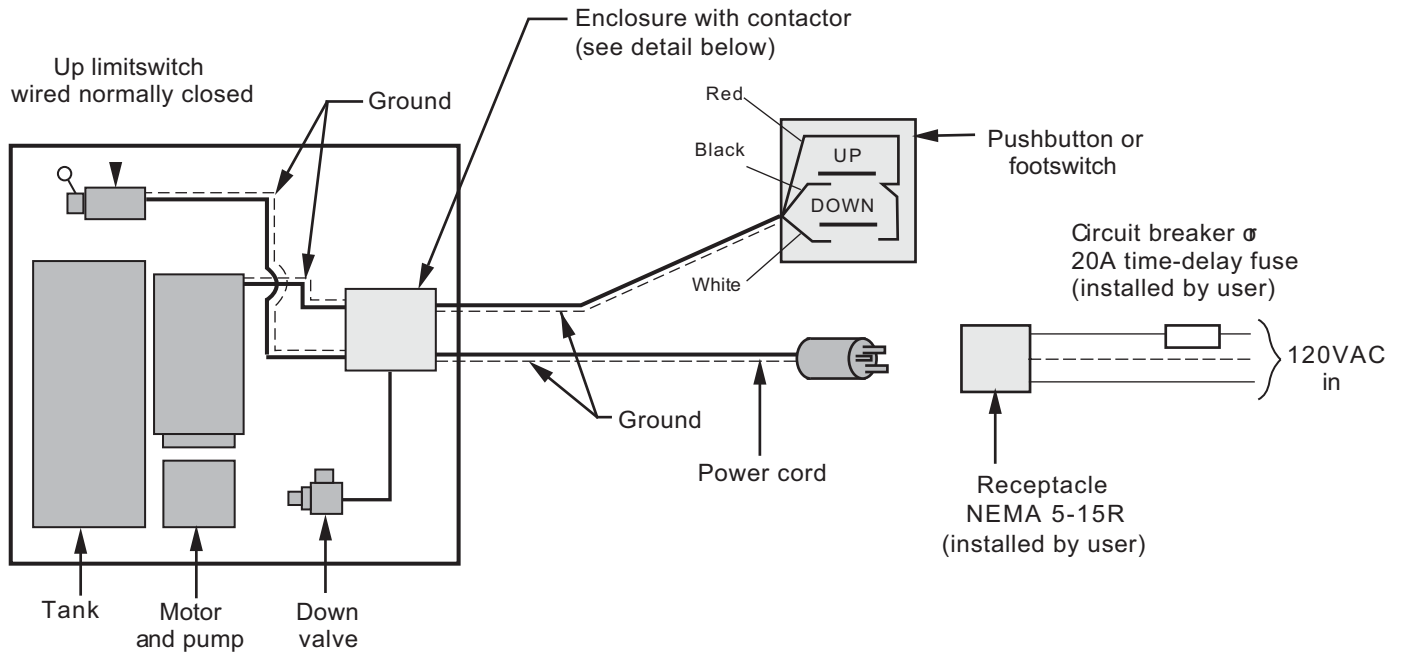 Enclosure with contactor
(see detail below)
Up limitswitch
wired normally closed
Ground
Red
Black
White
UP
DOWN
Pushbutton or
footswitch
Circuit breaker or
20A time-delay fuse
(installed by user)
120VAC
in
Ground
Power cord
Receptacle
NEMA 5-15R
(installed by user)
Tank
Motor
and pump
Down
valve